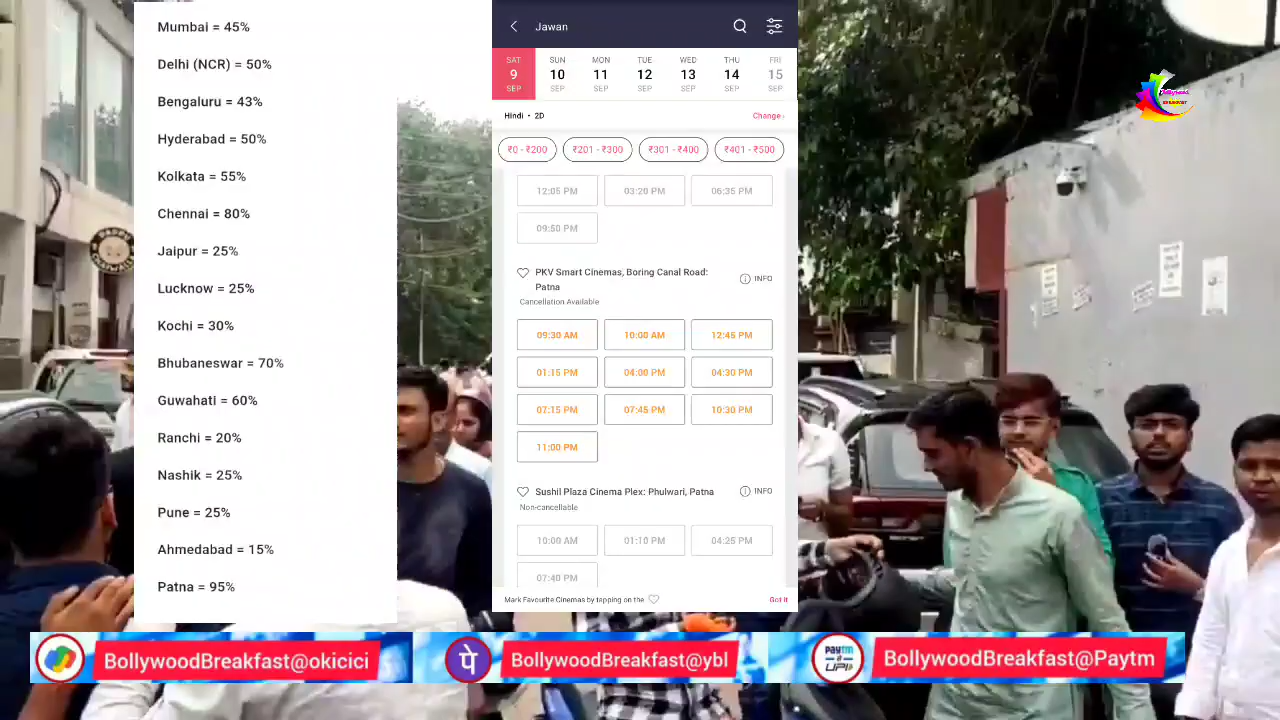 Mumbai = 45%
Delhi (NCR) = 50%
Bengaluru = 43%
Hyderabad = 50%
Kolkata = 55%
Chennai = 80%
Jaipur = 25%
Lucknow = 25%
Kochi = 30%
Bhubaneswar = 70%
Guwahati = 60%
Ranchi = 20%
Nashik = 25%
Pune = 25%
Ahmedabad = 15%
Patna = 95%
Jawan
SAT SUN MON TUE WED THU FRI
9 10 11 12 13 14 15
SEP SEP SEP SEP SEP SEP SEP
Hindi • 2D Change ›
₹0 - ₹200 ₹201 - ₹300 ₹301 - ₹400 ₹401 - ₹500
12:05 PM 03:20 PM 06:35 PM
09:50 PM
PKV Smart Cinemas, Boring Canal Road:
Patna
INFO
Cancellation Available
09:30 AM 10:00 AM 12:45 PM
01:15 PM 04:00 PM 04:30 PM
07:15 PM 07:45 PM 10:30 PM
11:00 PM
Sushil Plaza Cinema Plex: Phulwari, Patna INFO
Non-cancellable
10:00 AM 01:10 PM 04:25 PM
07:40 PM
Mark Favourite Cinemas by tapping on the Got It
पे
PAYTM
UPI
BollywoodBreakfast@okicici
BollywoodBreakfast@ybl
BollywoodBreakfast@Paytm